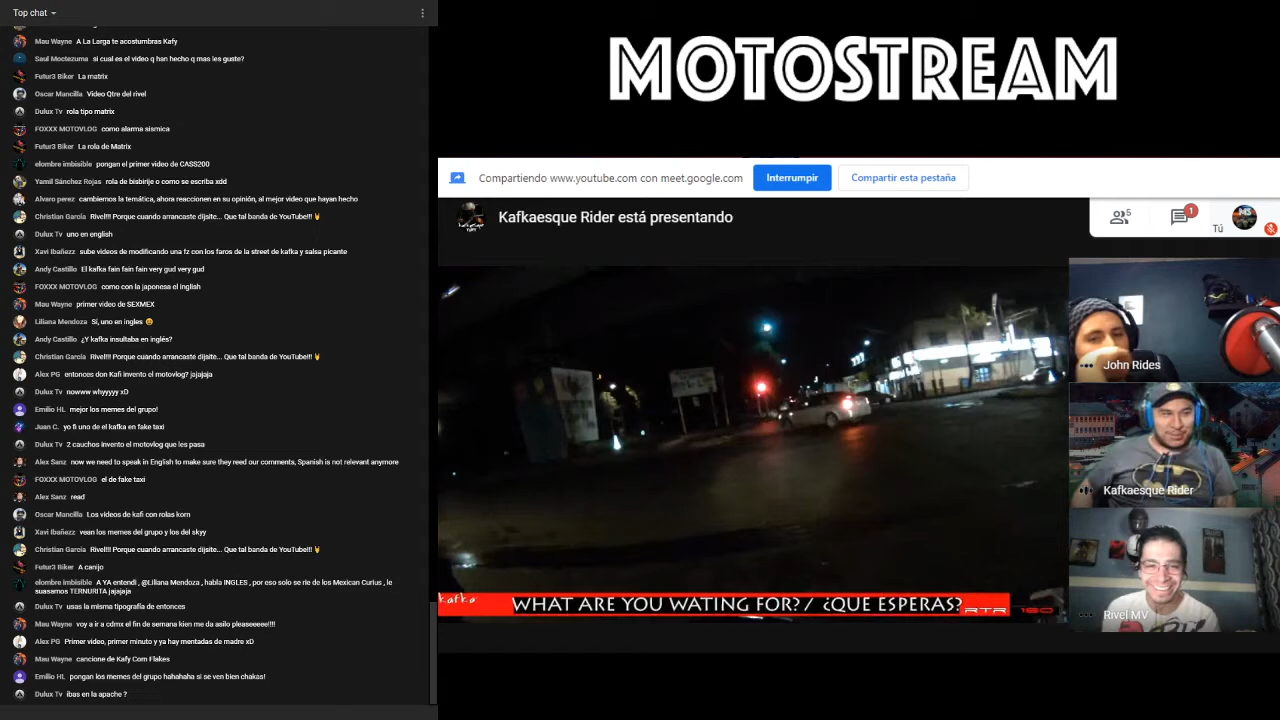 Top chat
Mau Wayne A La Larga te acostumbras Kafy
Saul Moctezuma si cual es el video q han hecho q mas les guste?
Futur3 Biker La matrix
Oscar Mancilla Video Qtre del rivel
Dulux Tv rola tipo matrix
FOXXX MOTOVLOG como alarma sismica
Futur3 Biker La rola de Matrix
elombre imbisible pongan el primer video de CASS200
Yamil Sánchez Rojas rola de bisbirije o como se escriba xdd
Alvaro perez cambiemos la temática, ahora reaccionen en su opinión, al mejor video que hayan hecho
Christian García Rivel!!! Porque cuando arrancaste dijsite... Que tal banda de YouTube!!! 🤘
Dulux Tv uno en english
Xavi Ibañezz sube videos de modificando una fz con los faros de la street de kafka y salsa picante
Andy Castillo El kafka fain fain fain very gud very gud
FOXXX MOTOVLOG como con la japonesa el inglish
Mau Wayne primer video de SEXMEX
Liliana Mendoza Sí, uno en ingles 😆
Andy Castillo ¿Y kafka insultaba en inglés?
Christian García Rivel!!! Porque cuando arrancaste dijsite... Que tal banda de YouTube!!! 🤘
Alex PG entonces don Kafi invento el motovlog? jajajaja
Dulux Tv nowww whyyyyy xD
Emilio HL mejor los memes del grupo!
Juan C. yo fi uno de el kafka en fake taxi
Dulux Tv 2 cauchos invento el motovlog que les pasa
Alex Sanz now we need to speak in English to make sure they reed our comments, Spanish is not relevant anymore
FOXXX MOTOVLOG el de fake taxi
Alex Sanz read
Oscar Mancilla Los videos de kafi con rolas korn
Xavi Ibañezz vean los memes del grupo y los del skyy
Christian García Rivel!!! Porque cuando arrancaste dijsite... Que tal banda de YouTube!!! 🤘
Futur3 Biker A canijo
elombre imbisible A YA entendi , @Liliana Mendoza , habla INGLES , por eso solo se rie de los Mexican Curius , le
suasamos TERNURITA jajajaja
Dulux Tv usas la misma tipografía de entonces
Mau Wayne voy a ir a cdmx el fin de semana kien me da asilo pleaseeeee!!!!
Alex PG Primer video, primer minuto y ya hay mentadas de madre xD
Mau Wayne cancione de Kafy Corn Flakes
Emilio HL pongan los memes del grupo hahahaha si se ven bien chakas!
Dulux Tv ibas en la apache ?
MOTOSTREAM
Compartiendo www.youtube.com con meet.google.com
Interrumpir
Compartir esta pestaña
Kafkaesque Rider está presentando
5
1
Tú
MS
John Rides
Kafkaesque Rider
Rivel MV
kafka
WHAT ARE YOU WATING FOR? / ¿QUE ESPERAS?
RTR 180